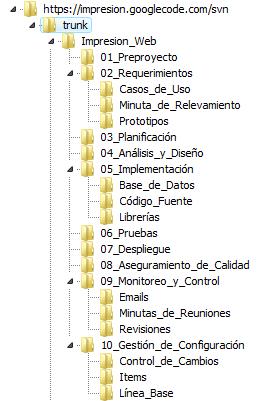 https://impresion.googlecode.com/svn
trunk
Impresion_Web
01_Preproyecto
02_Requerimientos
Casos_de_Uso
Minuta_de_Relevamiento
Prototipos
03_Planificación
04_Análisis_y_Diseño
05_Implementación
Base_de_Datos
Código_Fuente
Librerías
06_Pruebas
07_Despliegue
08_Aseguramiento_de_Calidad
09_Monitoreo_y_Control
Emails
Minutas_de_Reuniones
Revisiones
10_Gestión_de_Configuración
Control_de_Cambios
Items
Línea_Base